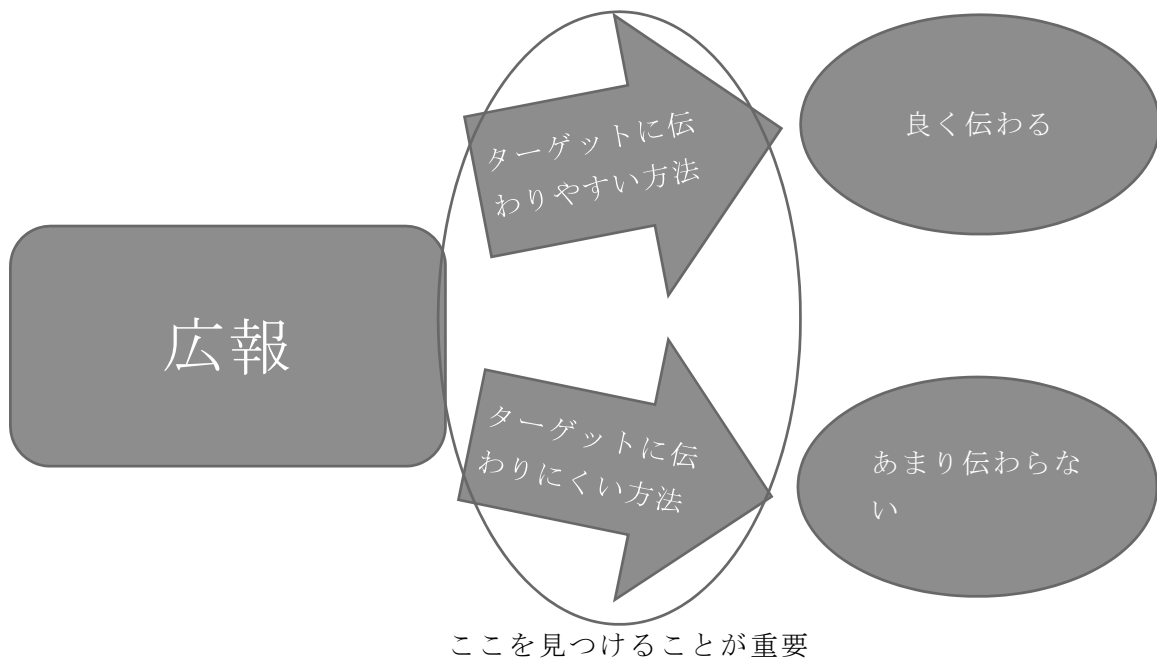 ターゲットに伝
わりやすい方法
良く伝わる
広報
ターゲットに伝
わりにくい方法
あまり伝わらな
い
ここを見つけることが重要